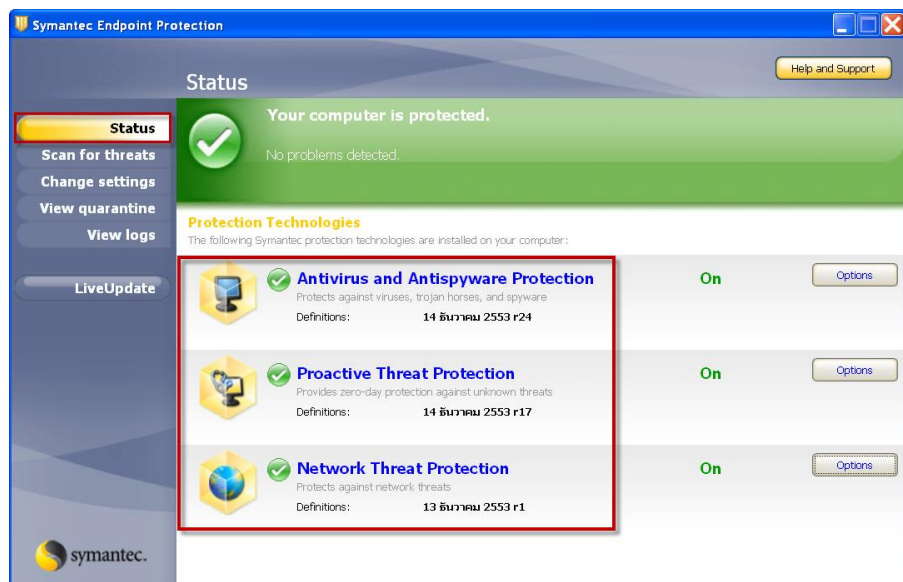 Symantec Endpoint Protection
Status
Help and Support
Status
Scan for threats
Change settings
View quarantine
View logs
LiveUpdate
Your computer is protected.
No problems detected.
Protection Technologies
The following Symantec protection technologies are installed on your computer:
Antivirus and Antispyware Protection
Protects against viruses, trojan horses, and spyware
Definitions: 14 ธันวาคม 2553 r24
On
Options
Proactive Threat Protection
Provides zero-day protection against unknown threats
Definitions: 14 ธันวาคม 2553 r17
On
Options
Network Threat Protection
Protects against network threats
Definitions: 13 ธันวาคม 2553 r1
On
Options
symantec.